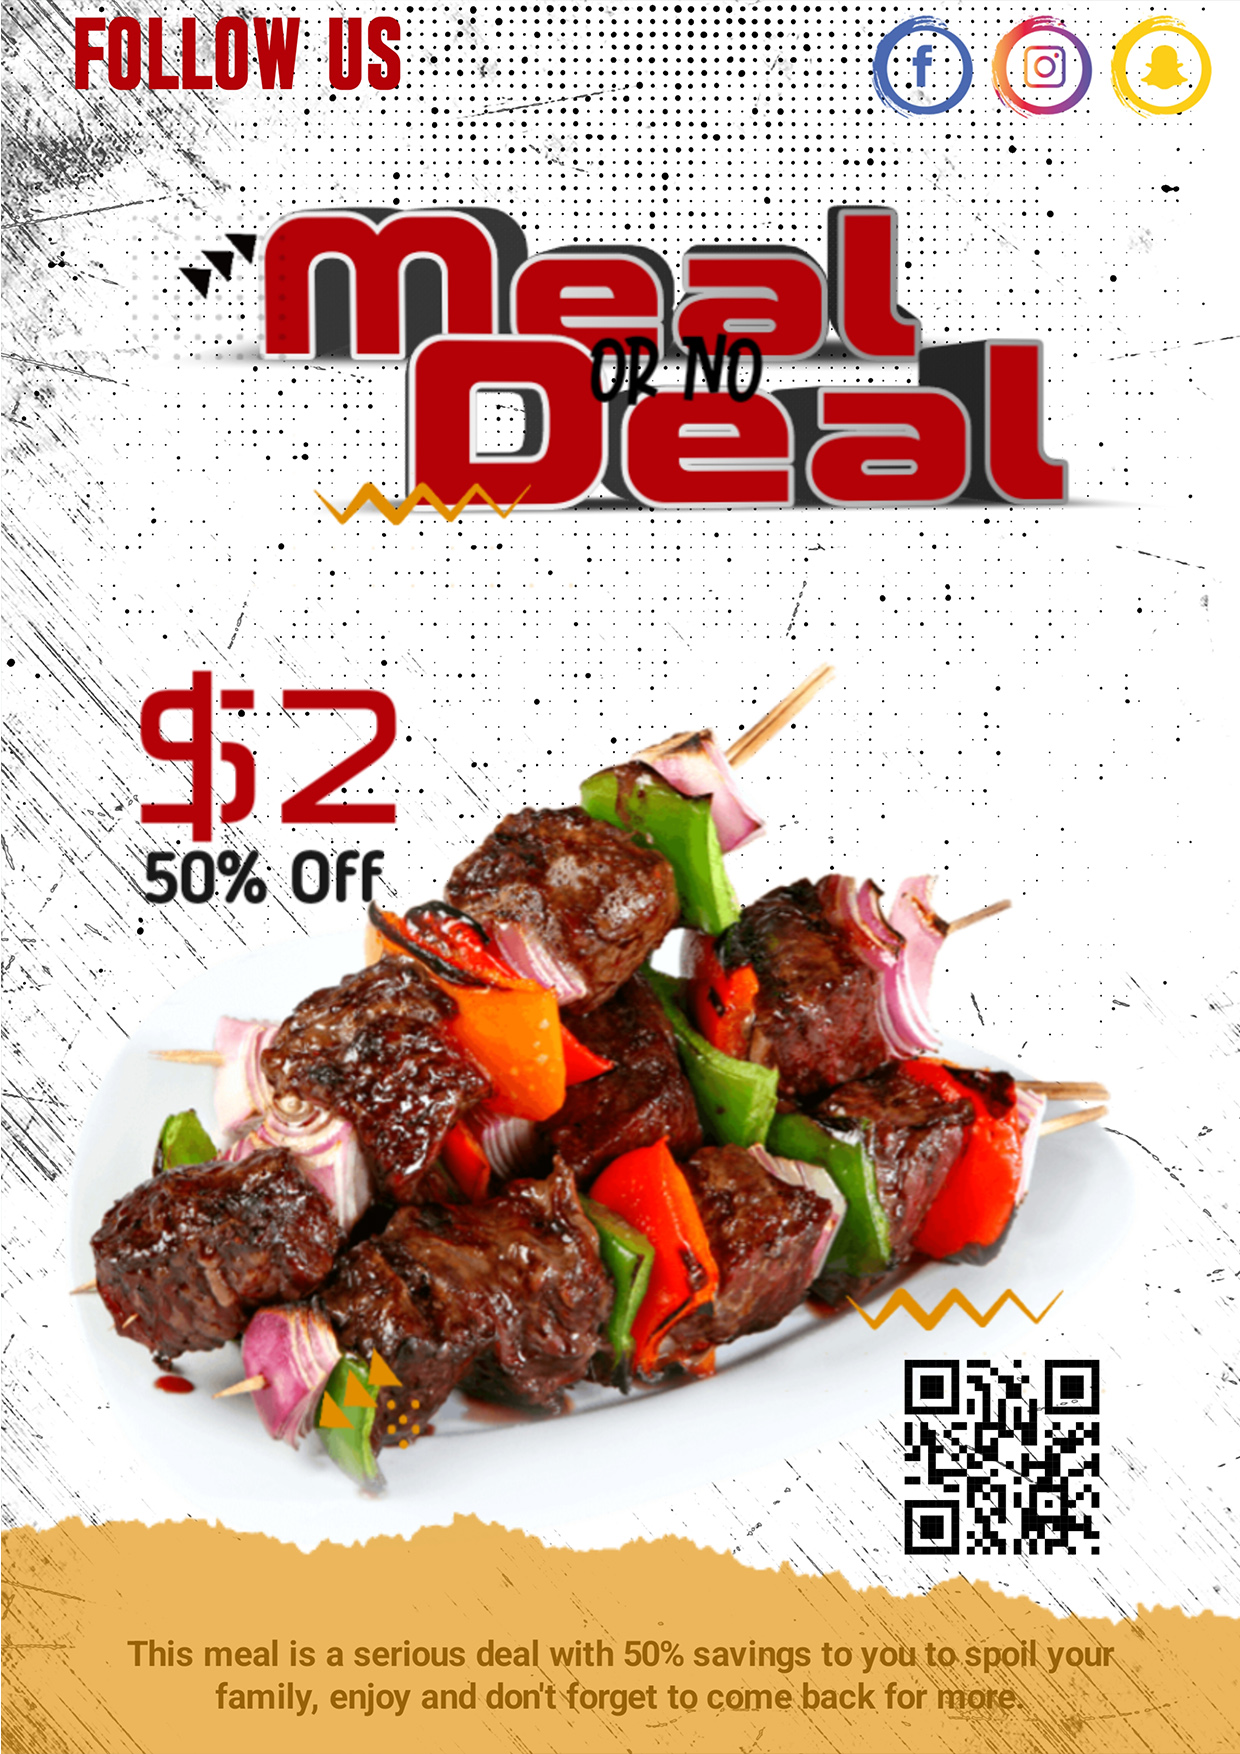 FOLLOW US
Meal
OR NO
Deal
$2
50% Off
This meal is a serious deal with 50% savings to you to spoil your
family, enjoy and don't forget to come back for more.